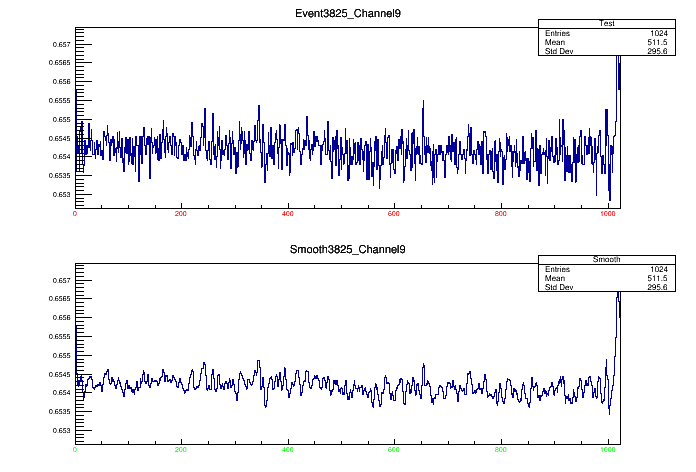 Event3825_Channel9
Test
Entries 1024
Mean 511.5
Std Dev 295.6
0.657
0.6565
0.656
0.6555
0.655
0.6545
0.654
0.6535
0.653
0 200 400 600 800 1000
Smooth3825_Channel9
Smooth
Entries 1024
Mean 511.5
Std Dev 295.6
0.657
0.6565
0.656
0.6555
0.655
0.6545
0.654
0.6535
0.653
0 200 400 600 800 1000